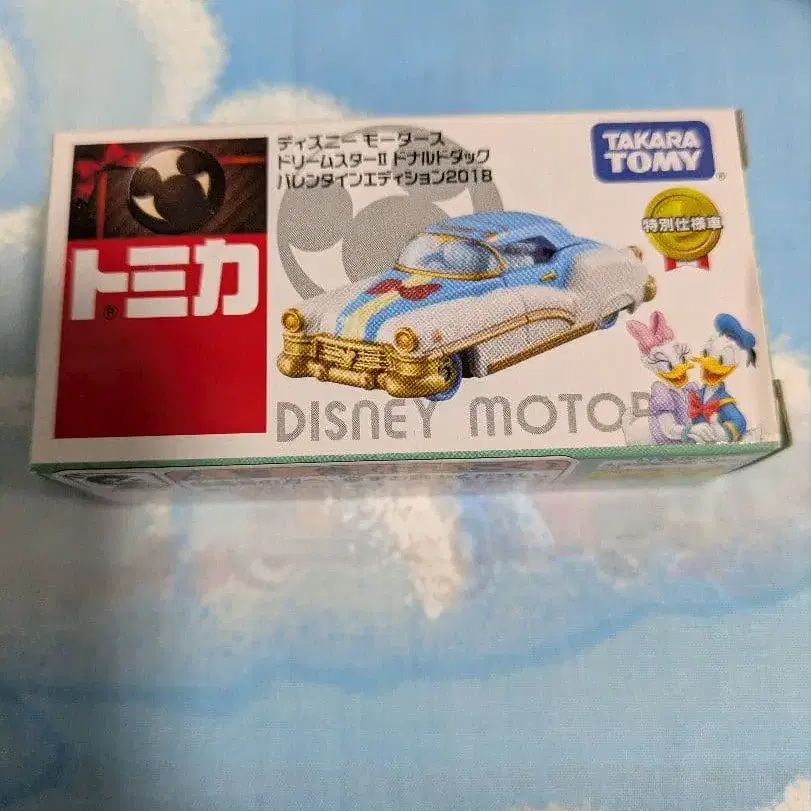 ディズニー モータース
ドリームスターII ドナルドダック
バレンタインエディション2018
TAKARA
TOMY
®
特別仕様車
トミカ
®
DISNEY MOTOR